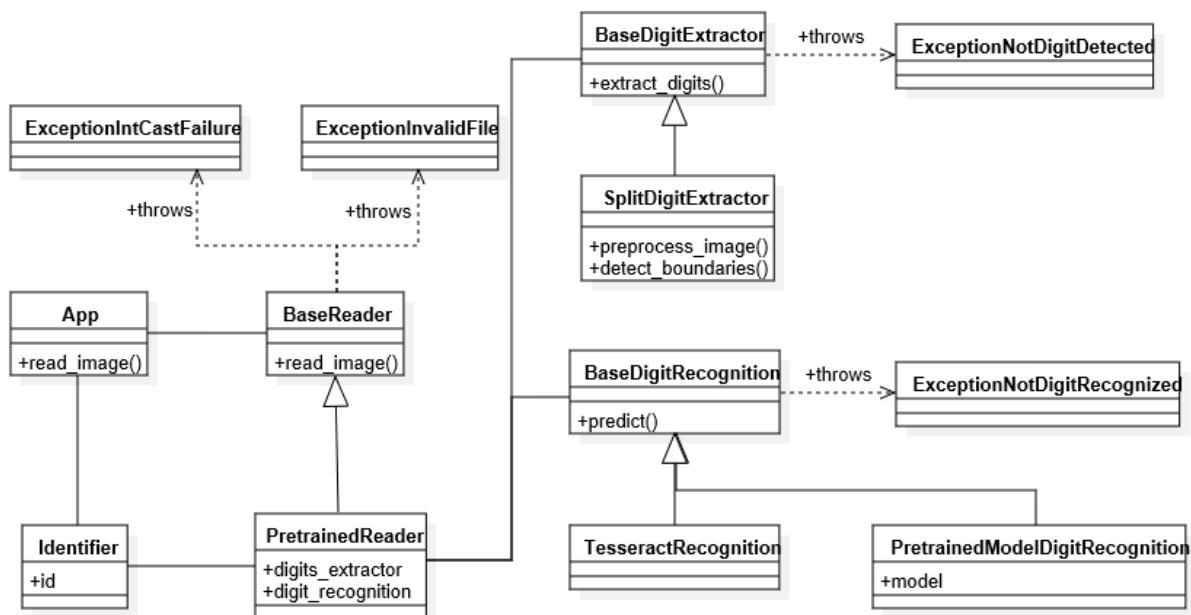 BaseDigitExtractor
+extract_digits()
+throws
ExceptionNotDigitDetected
ExceptionIntCastFailure
ExceptionInvalidFile
+throws
+throws
SplitDigitExtractor
+preprocess_image()
+detect_boundaries()
App
+read_image()
BaseReader
+read_image()
BaseDigitRecognition
+predict()
+throws
ExceptionNotDigitRecognized
Identifier
+id
PretrainedReader
+digits_extractor
+digit_recognition
TesseractRecognition
PretrainedModelDigitRecognition
+model